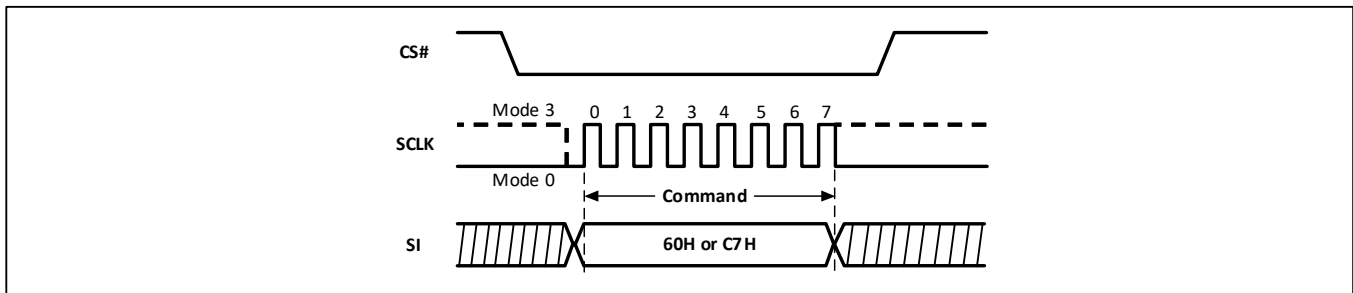 CS#
Mode 3
0 1 2 3 4 5 6 7
SCLK
Mode 0
Command
SI
60H or C7H